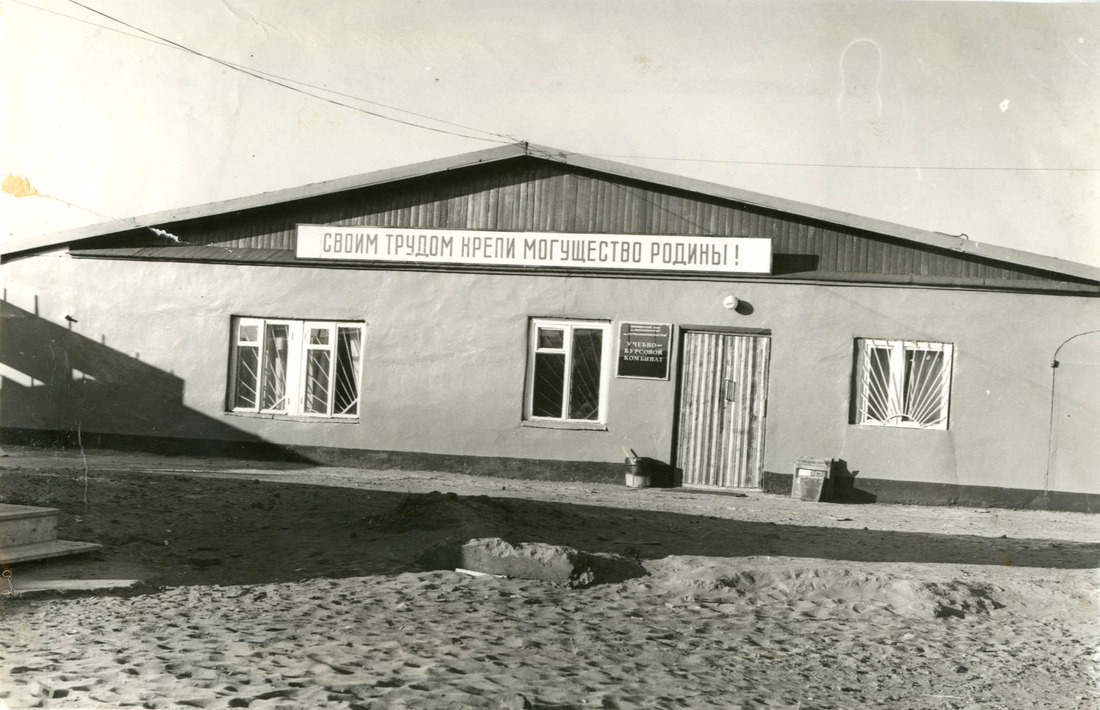 СВОИМ ТРУДОМ КРЕПИ МОГУЩЕСТВО РОДИНЫ!
УЧЕБНО-
КУРСОВОЙ
КОМБИНАТ